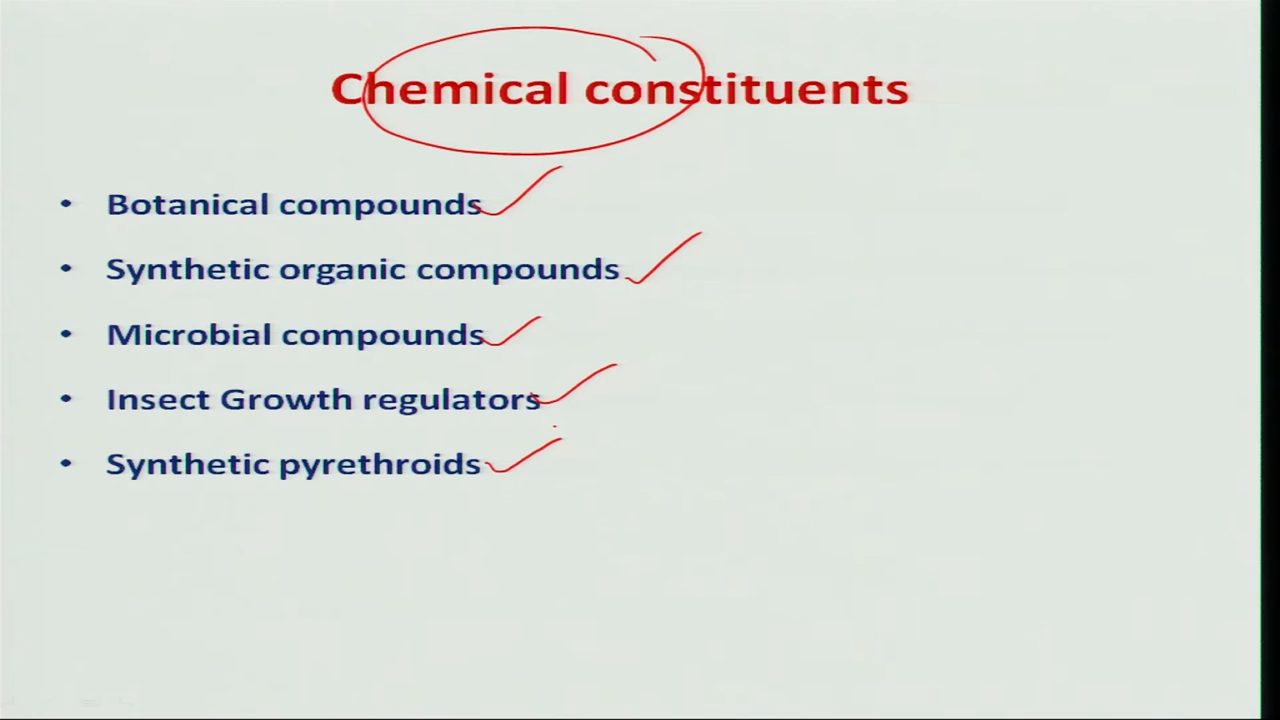 Chemical constituents
• Botanical compounds
• Synthetic organic compounds
• Microbial compounds
• Insect Growth regulators
• Synthetic pyrethroids